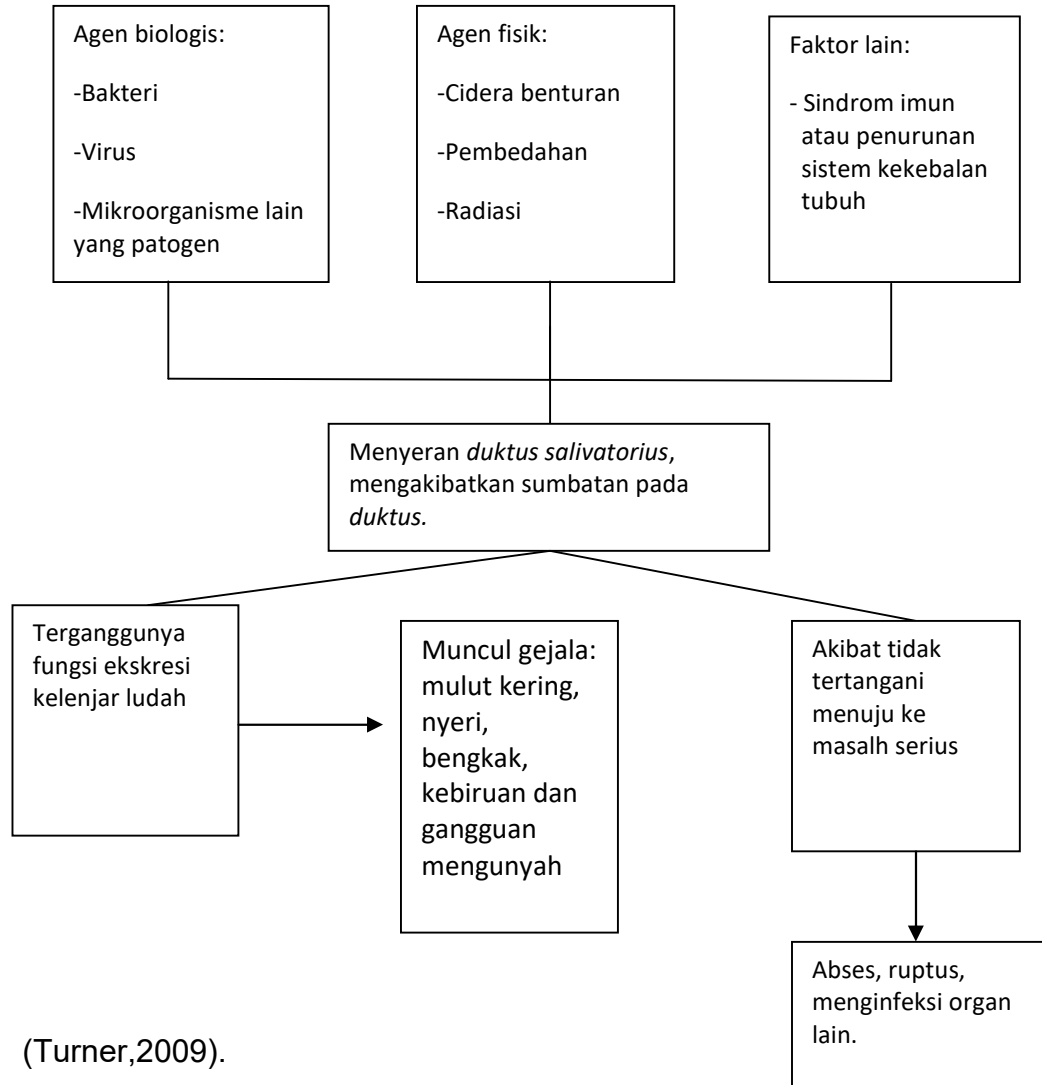 Agen biologis:
-Bakteri
-Virus
-Mikroorganisme lain
yang patogen
Agen fisik:
-Cidera benturan
-Pembedahan
-Radiasi
Faktor lain:
- Sindrom imun
atau penurunan
sistem kekebalan
tubuh
Menyeran duktus salivatorius,
mengakibatkan sumbatan pada
duktus.
Terganggunya
fungsi ekskresi
kelenjar ludah
Muncul gejala:
mulut kering,
nyeri,
bengkak,
kebiruan dan
gangguan
mengunyah
Akibat tidak
tertangani
menuju ke
masalh serius
Abses, ruptus,
menginfeksi organ
lain.
(Turner,2009).